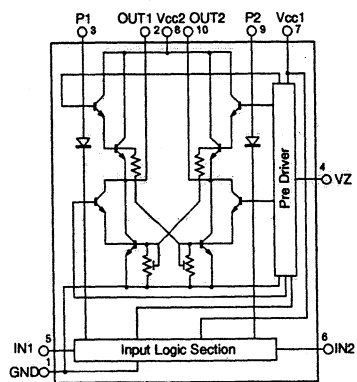 P1 OUT1 Vcc2 OUT2 P2 Vcc1
3 2 8 10 9 7
Pre Driver
4
VZ
5
IN1
Input Logic Section
6
IN2
1
GND